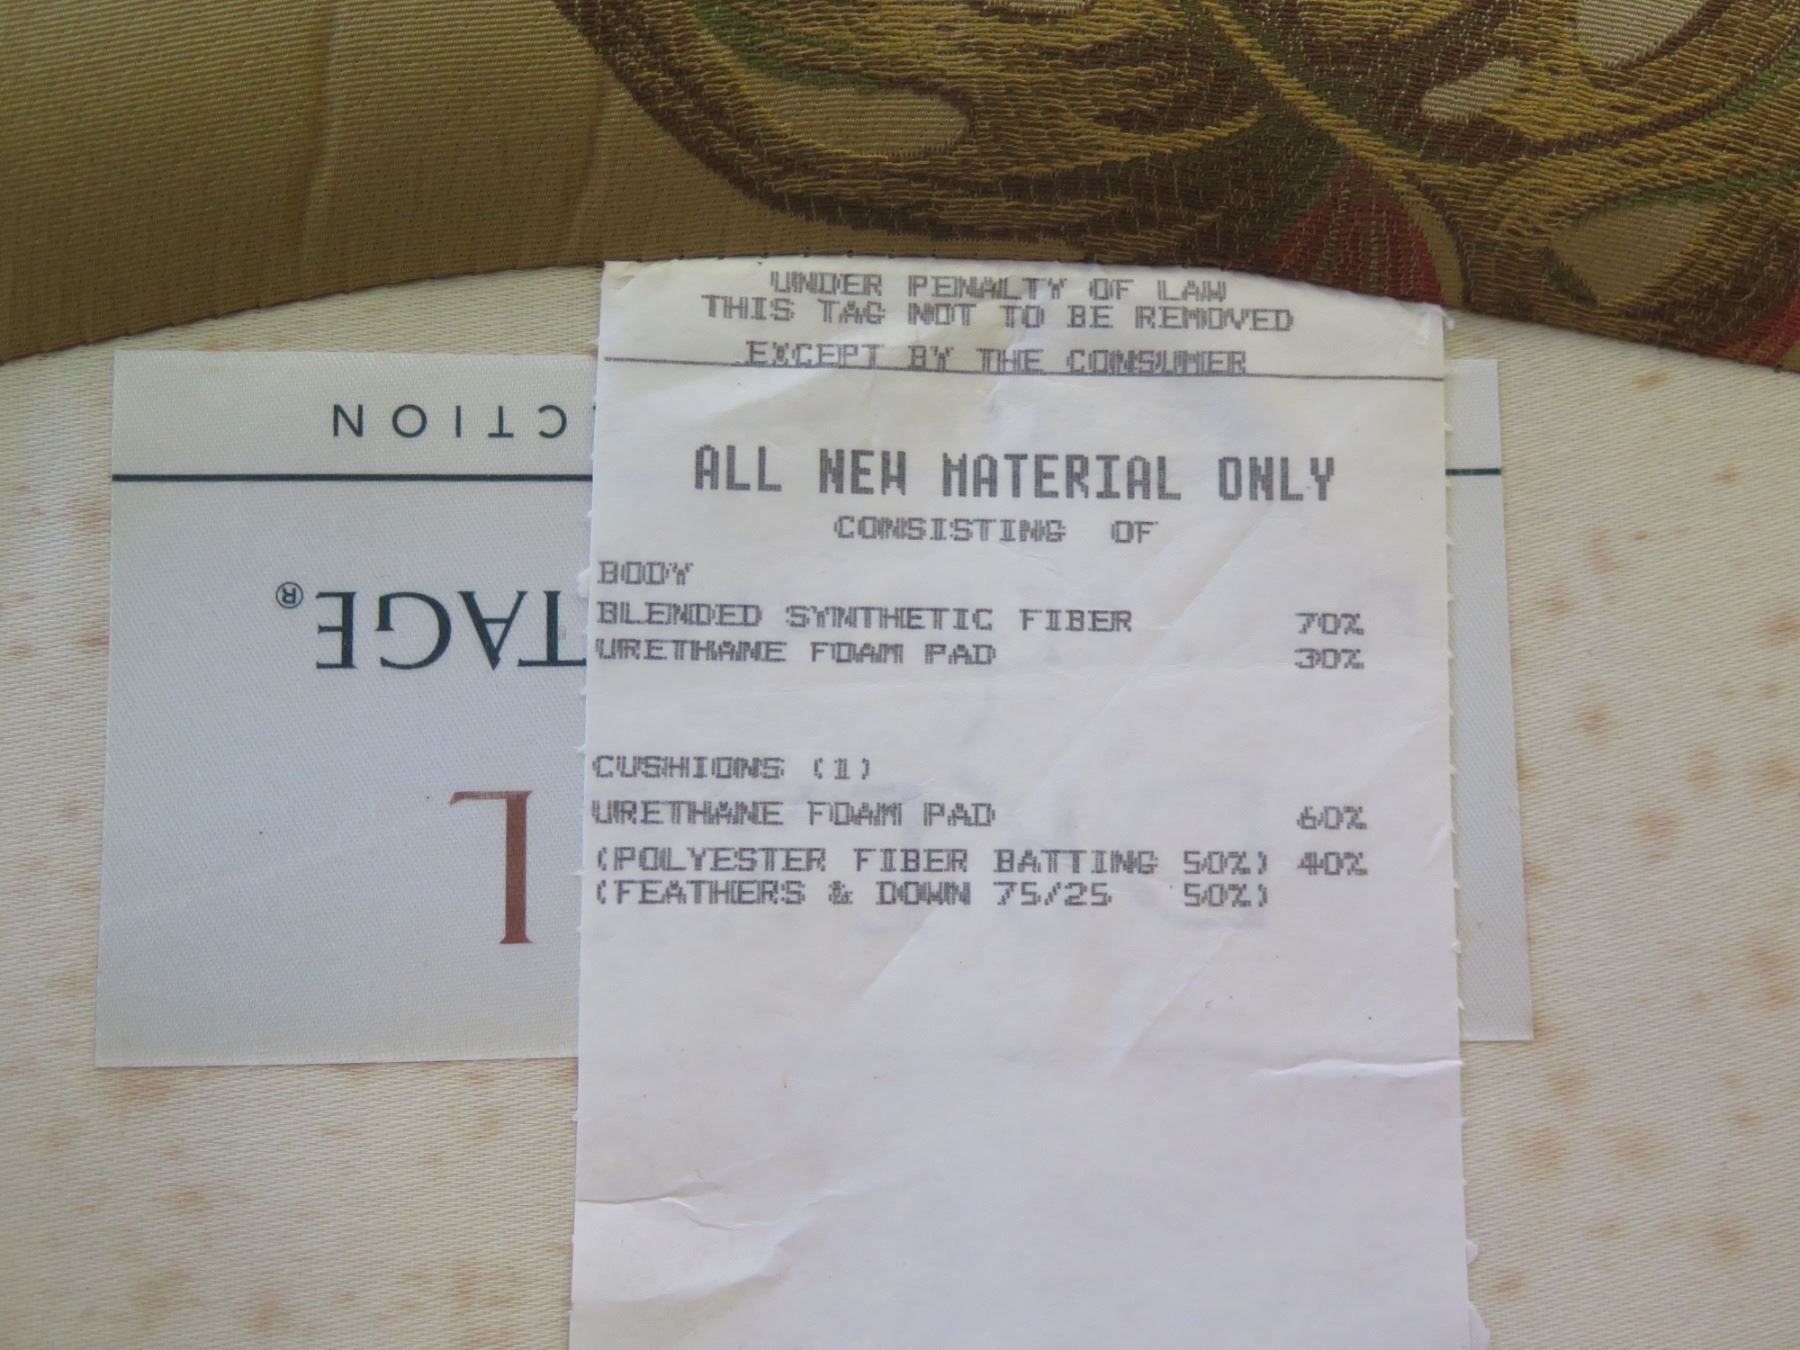 UNDER PENALTY OF LAW
THIS TAG NOT TO BE REMOVED
EXCEPT BY THE CONSUMER
ALL NEW MATERIAL ONLY
CONSISTING OF
BODY
BLENDED SYNTHETIC FIBER 70%
URETHANE FOAM PAD 30%
CUSHIONS (1)
URETHANE FOAM PAD 60%
(POLYESTER FIBER BATTING 50%) 40%
(FEATHERS & DOWN 75/25 50%)
L
TAGE®
CTION